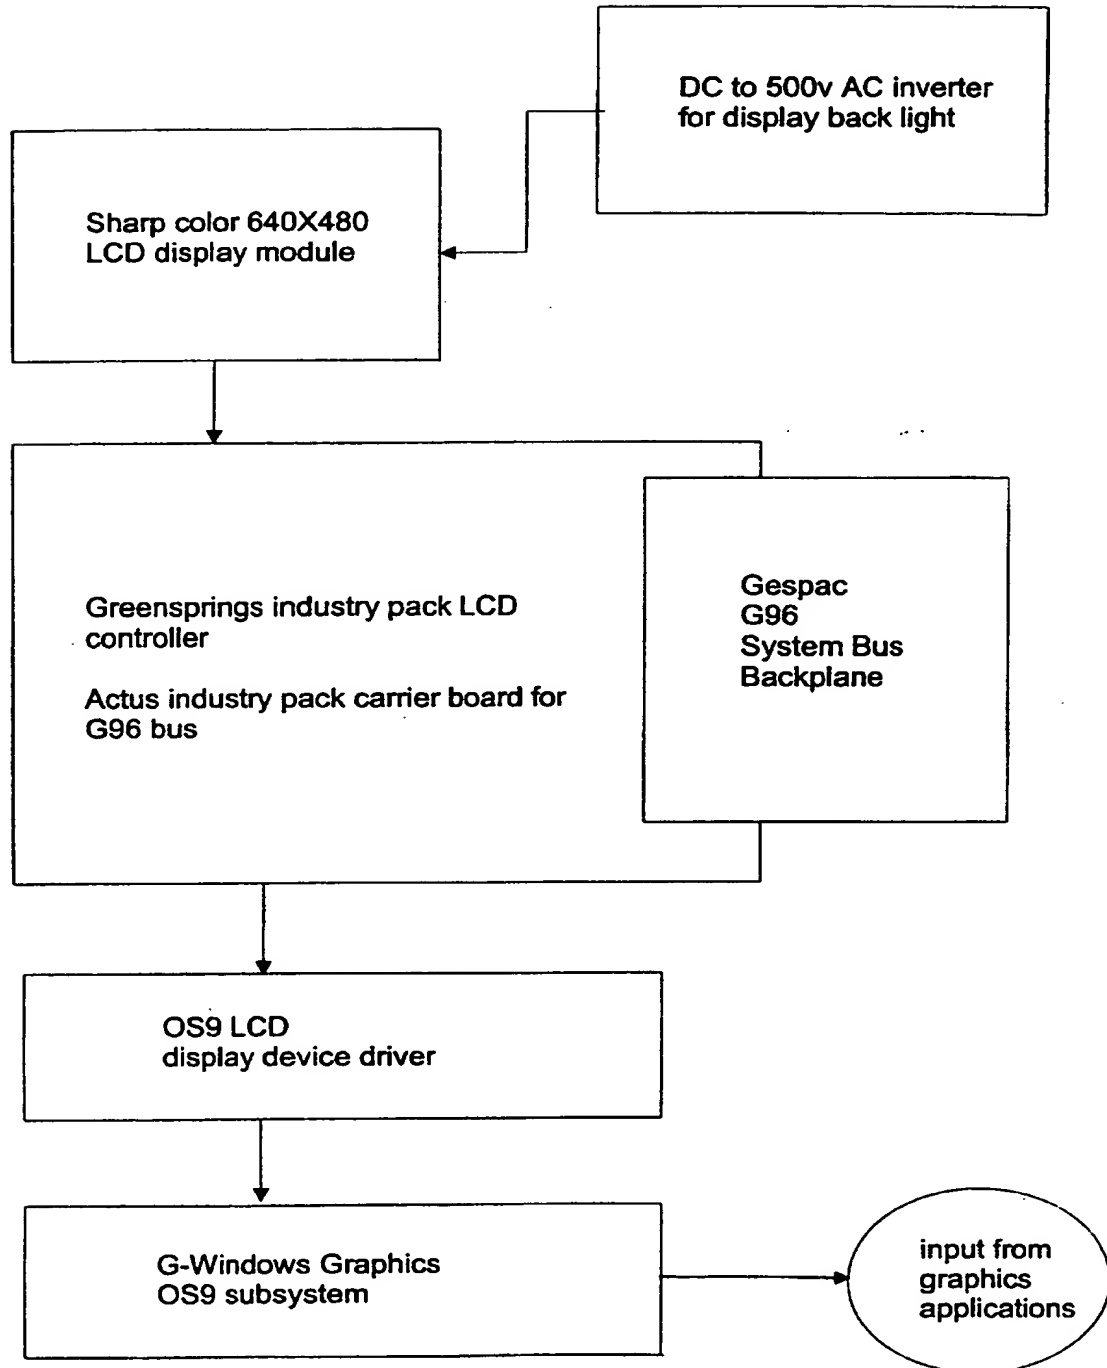 DC to 500v AC inverter
for display back light
Sharp color 640X480
LCD display module
Greensprings industry pack LCD
controller
Actus industry pack carrier board for
G96 bus
Gespac
G96
System Bus
Backplane
OS9 LCD
display device driver
G-Windows Graphics
OS9 subsystem
input from
graphics
applications